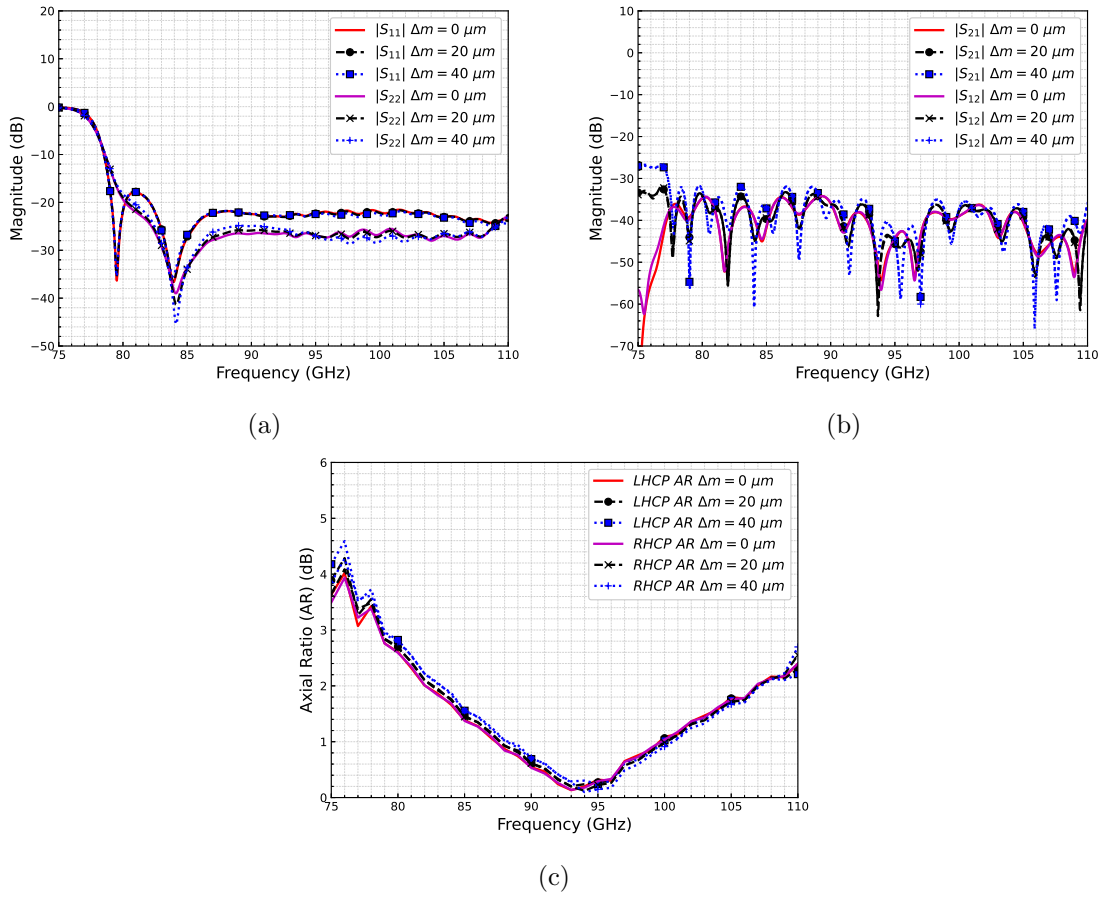 20
10
0
−10
−20
−30
−40
−50
Magnitude (dB)
75 80 85 90 95 100 105 110
Frequency (GHz)
|S11| Δm = 0 μm
|S11| Δm = 20 μm
|S11| Δm = 40 μm
|S22| Δm = 0 μm
|S22| Δm = 20 μm
|S22| Δm = 40 μm
(a)
10
0
−10
−20
−30
−40
−50
−60
−70
Magnitude (dB)
75 80 85 90 95 100 105 110
Frequency (GHz)
|S21| Δm = 0 μm
|S21| Δm = 20 μm
|S21| Δm = 40 μm
|S12| Δm = 0 μm
|S12| Δm = 20 μm
|S12| Δm = 40 μm
(b)
6
5
4
3
2
1
0
Axial Ratio (AR) (dB)
75 80 85 90 95 100 105 110
Frequency (GHz)
LHCP AR Δm = 0 μm
LHCP AR Δm = 20 μm
LHCP AR Δm = 40 μm
RHCP AR Δm = 0 μm
RHCP AR Δm = 20 μm
RHCP AR Δm = 40 μm
(c)